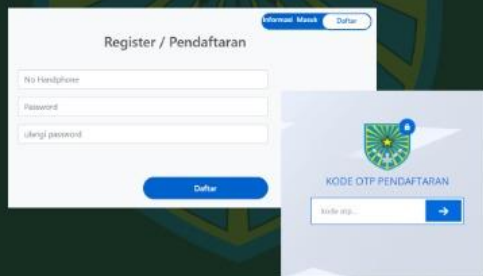 Informasi Masuk Daftar
Register / Pendaftaran
No Handphone
Password
ulangi password
Daftar
KODE OTP PENDAFTARAN
kode otp...